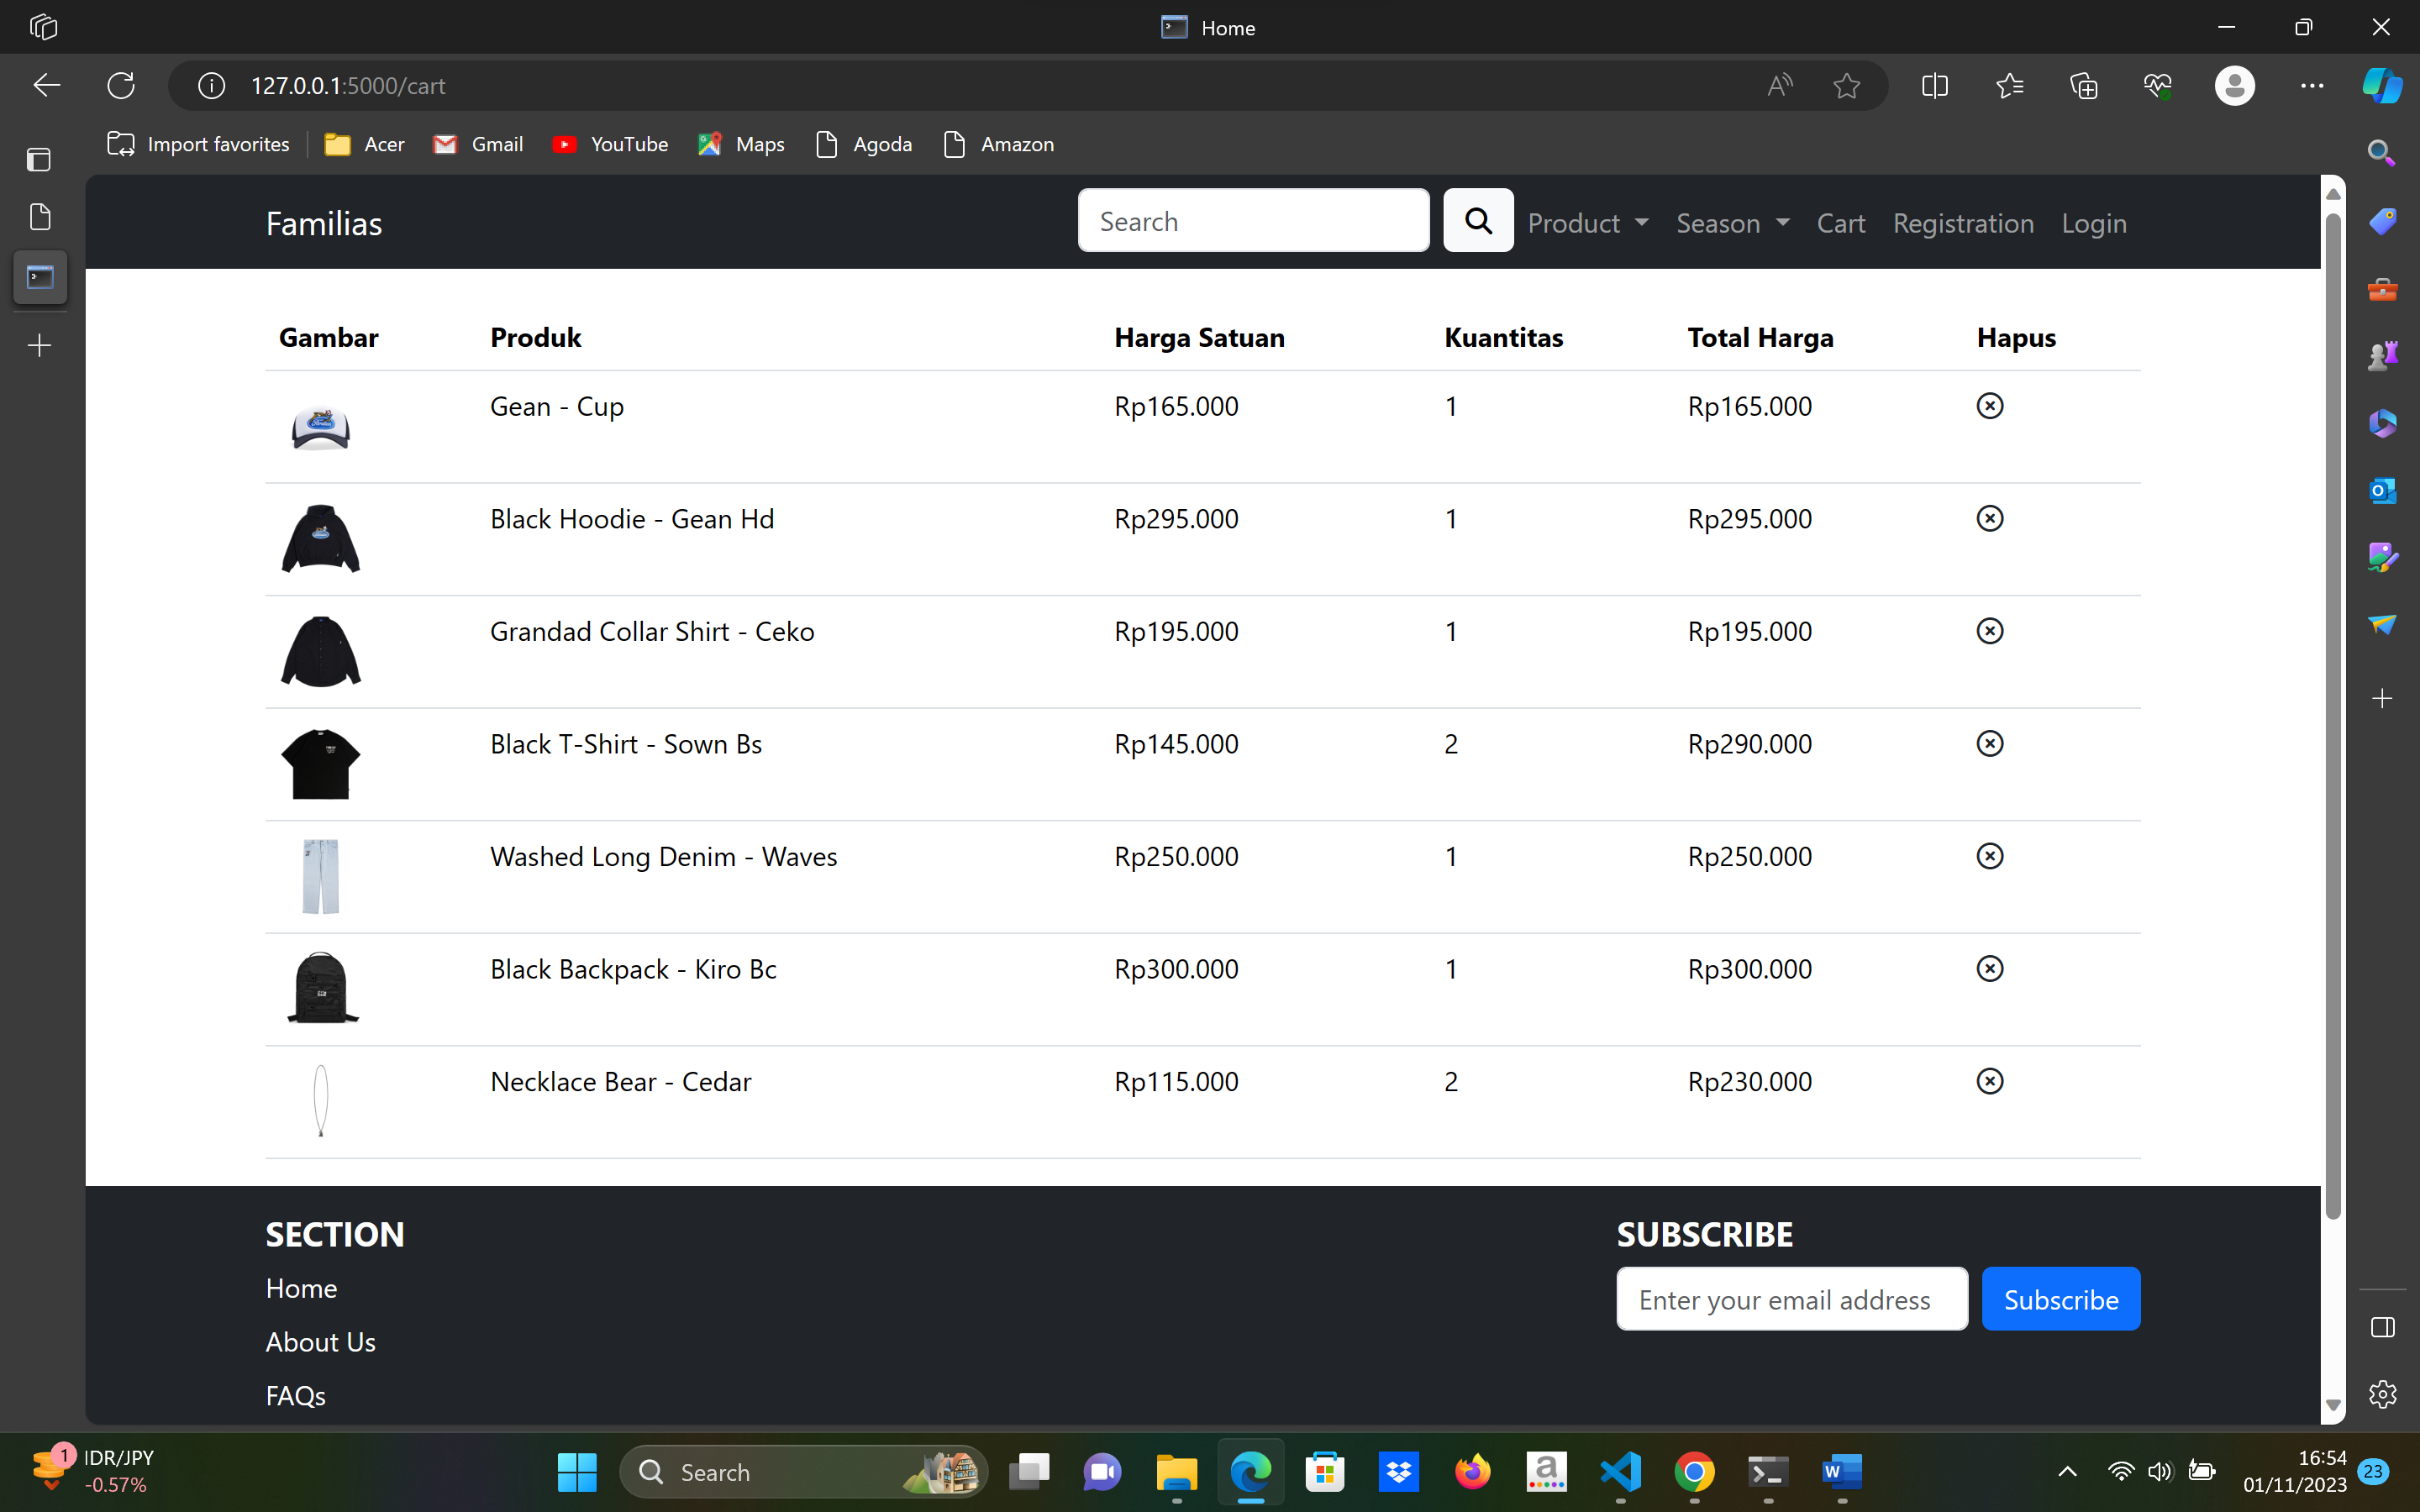 Home
127.0.0.1:5000/cart
Import favorites Acer Gmail YouTube Maps Agoda Amazon
Familias Search Product Season Cart Registration Login
Gambar Produk Harga Satuan Kuantitas Total Harga Hapus
Gean - Cup Rp165.000 1 Rp165.000
Black Hoodie - Gean Hd Rp295.000 1 Rp295.000
Grandad Collar Shirt - Ceko Rp195.000 1 Rp195.000
Black T-Shirt - Sown Bs Rp145.000 2 Rp290.000
Washed Long Denim - Waves Rp250.000 1 Rp250.000
Black Backpack - Kiro Bc Rp300.000 1 Rp300.000
Necklace Bear - Cedar Rp115.000 2 Rp230.000
SECTION SUBSCRIBE
Home Enter your email address Subscribe
About Us
FAQs
1 IDR/JPY
-0.57%
Search
16:54
01/11/2023 23